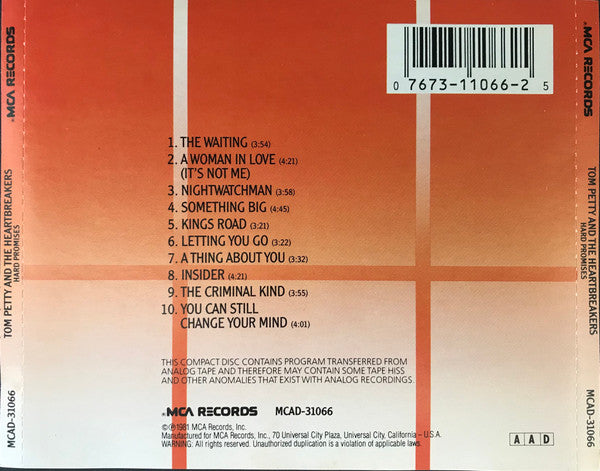 MCA RECORDS
TOM PETTY AND THE HEARTBREAKERS
HARD PROMISES
MCAD-31066
0 7673-11066-2 5
1. THE WAITING (3:54)
2. A WOMAN IN LOVE (4:21)
(IT'S NOT ME)
3. NIGHTWATCHMAN (3:58)
4. SOMETHING BIG (4:45)
5. KINGS ROAD (3:27)
6. LETTING YOU GO (3:22)
7. A THING ABOUT YOU (3:32)
8. INSIDER (4:21)
9. THE CRIMINAL KIND (3:55)
10. YOU CAN STILL
CHANGE YOUR MIND (4:01)
THIS COMPACT DISC CONTAINS PROGRAM TRANSFERRED FROM
ANALOG TAPE AND THEREFORE MAY CONTAIN SOME TAPE HISS
AND OTHER ANOMALIES THAT EXIST WITH ANALOG RECORDINGS.
MCA RECORDS MCAD-31066
©℗1981 MCA Records, Inc.
Manufactured for MCA Records, Inc., 70 Universal City Plaza, Universal City, California – U.S.A.
WARNING: All rights reserved. Unauthorized duplication is a violation of applicable laws.
A A D
MCA RECORDS
TOM PETTY AND THE HEARTBREAKERS
HARD PROMISES
MCAD-31066